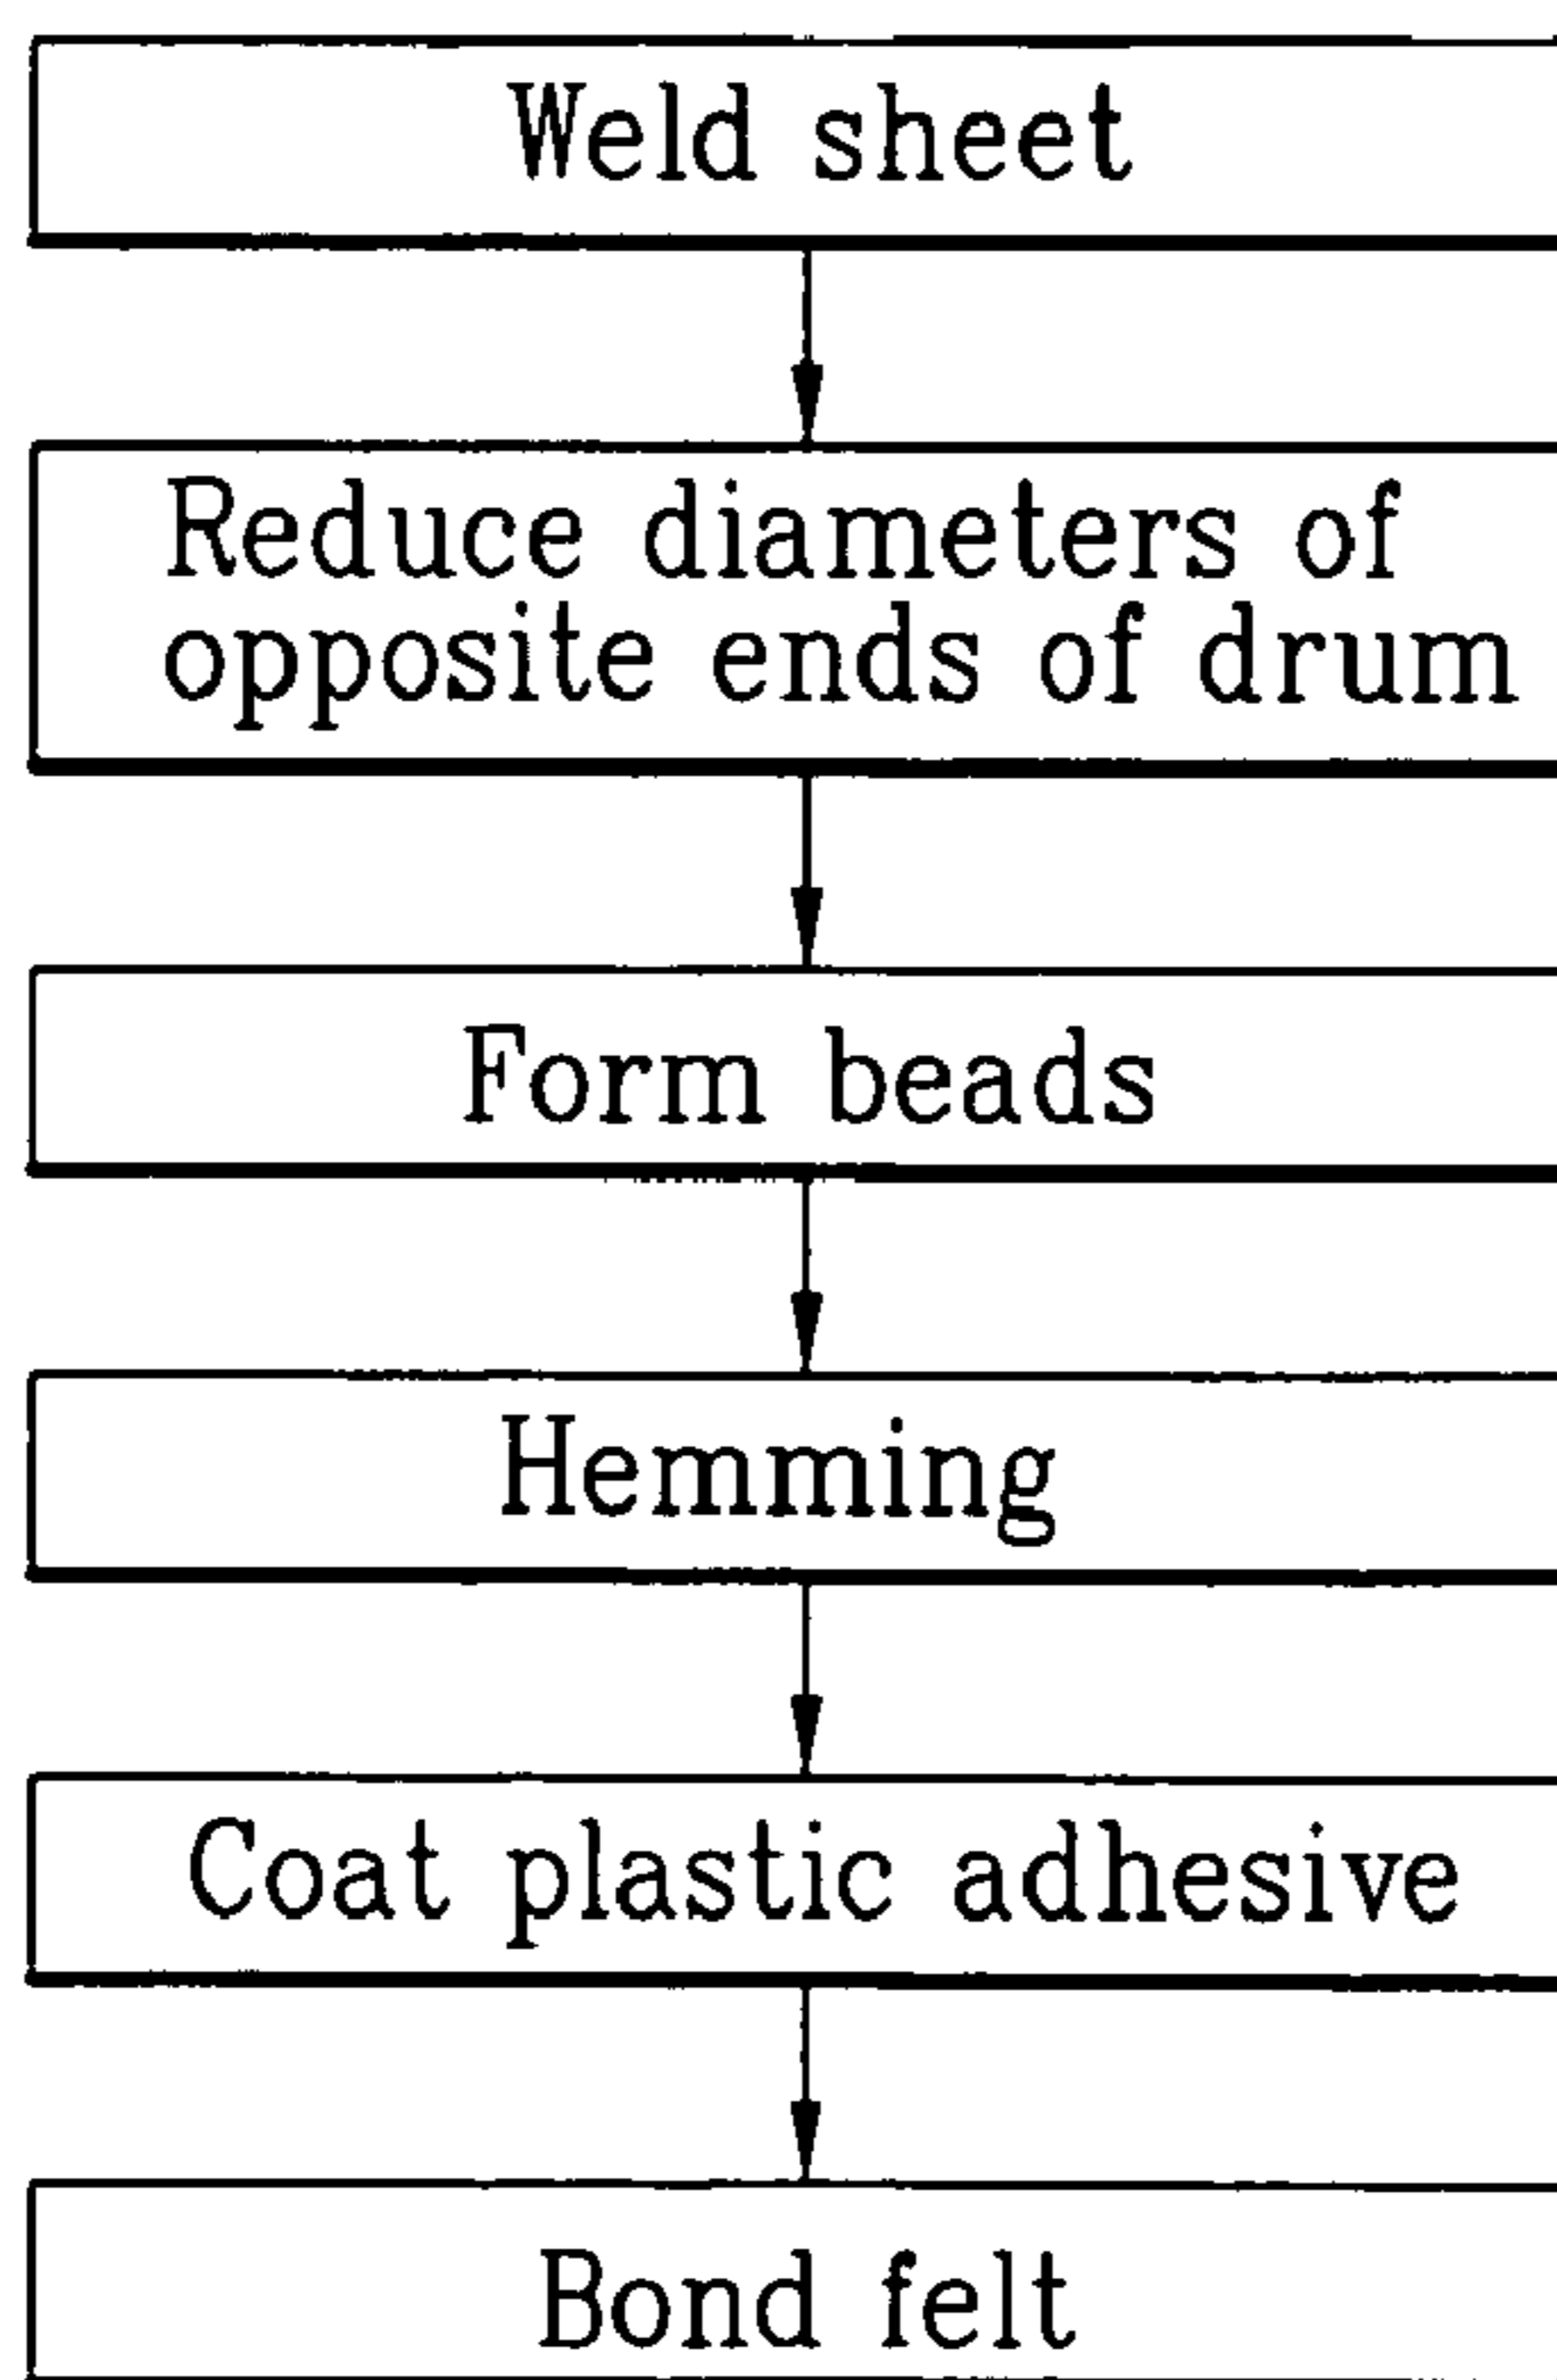 Weld sheet
Reduce diameters of
opposite ends of drum
Form beads
Hemming
Coat plastic adhesive
Bond felt